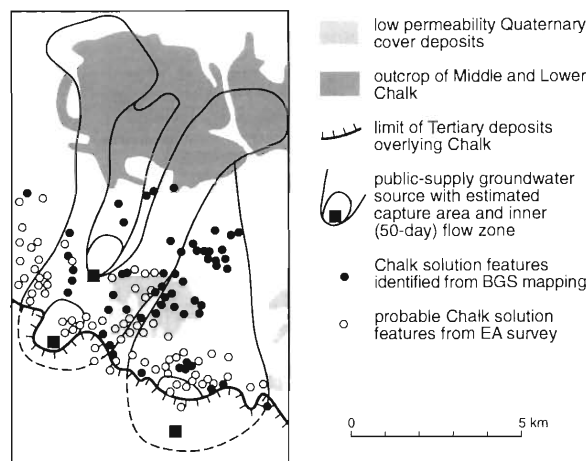 low permeability Quaternary
cover deposits
outcrop of Middle and Lower
Chalk
limit of Tertiary deposits
overlying Chalk
public-supply groundwater
source with estimated
capture area and inner
(50-day) flow zone
Chalk solution features
identified from BGS mapping
probable Chalk solution
features from EA survey
0 5 km